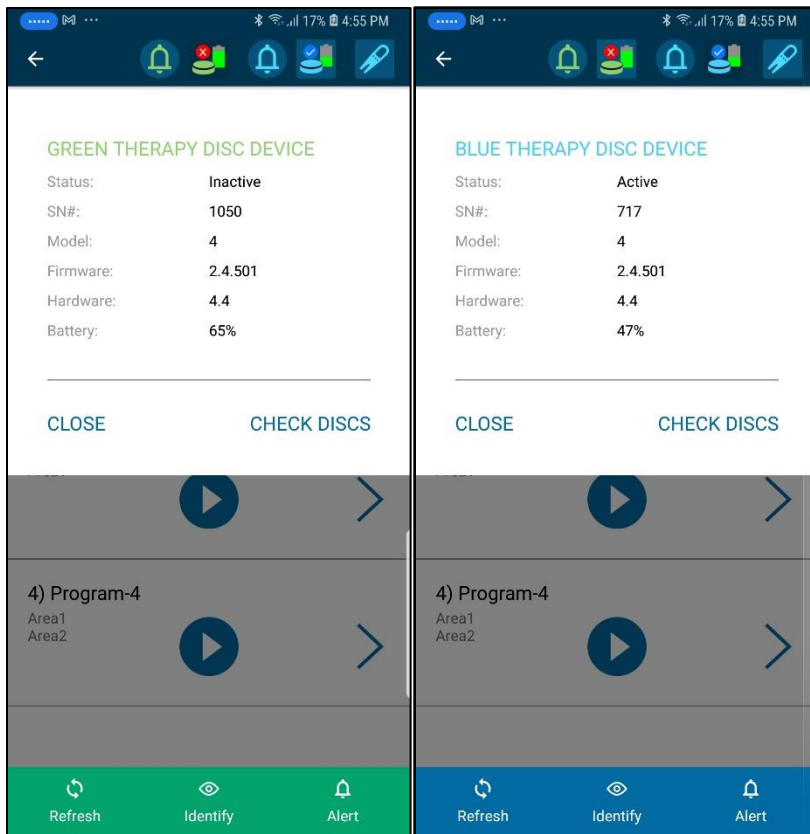 17% 4:55 PM
GREEN THERAPY DISC DEVICE
Status: Inactive
SN#: 1050
Model: 4
Firmware: 2.4.501
Hardware: 4.4
Battery: 65%
CLOSE CHECK DISCS
4) Program-4
Area1
Area2
Refresh Identify Alert
17% 4:55 PM
BLUE THERAPY DISC DEVICE
Status: Active
SN#: 717
Model: 4
Firmware: 2.4.501
Hardware: 4.4
Battery: 47%
CLOSE CHECK DISCS
4) Program-4
Area1
Area2
Refresh Identify Alert